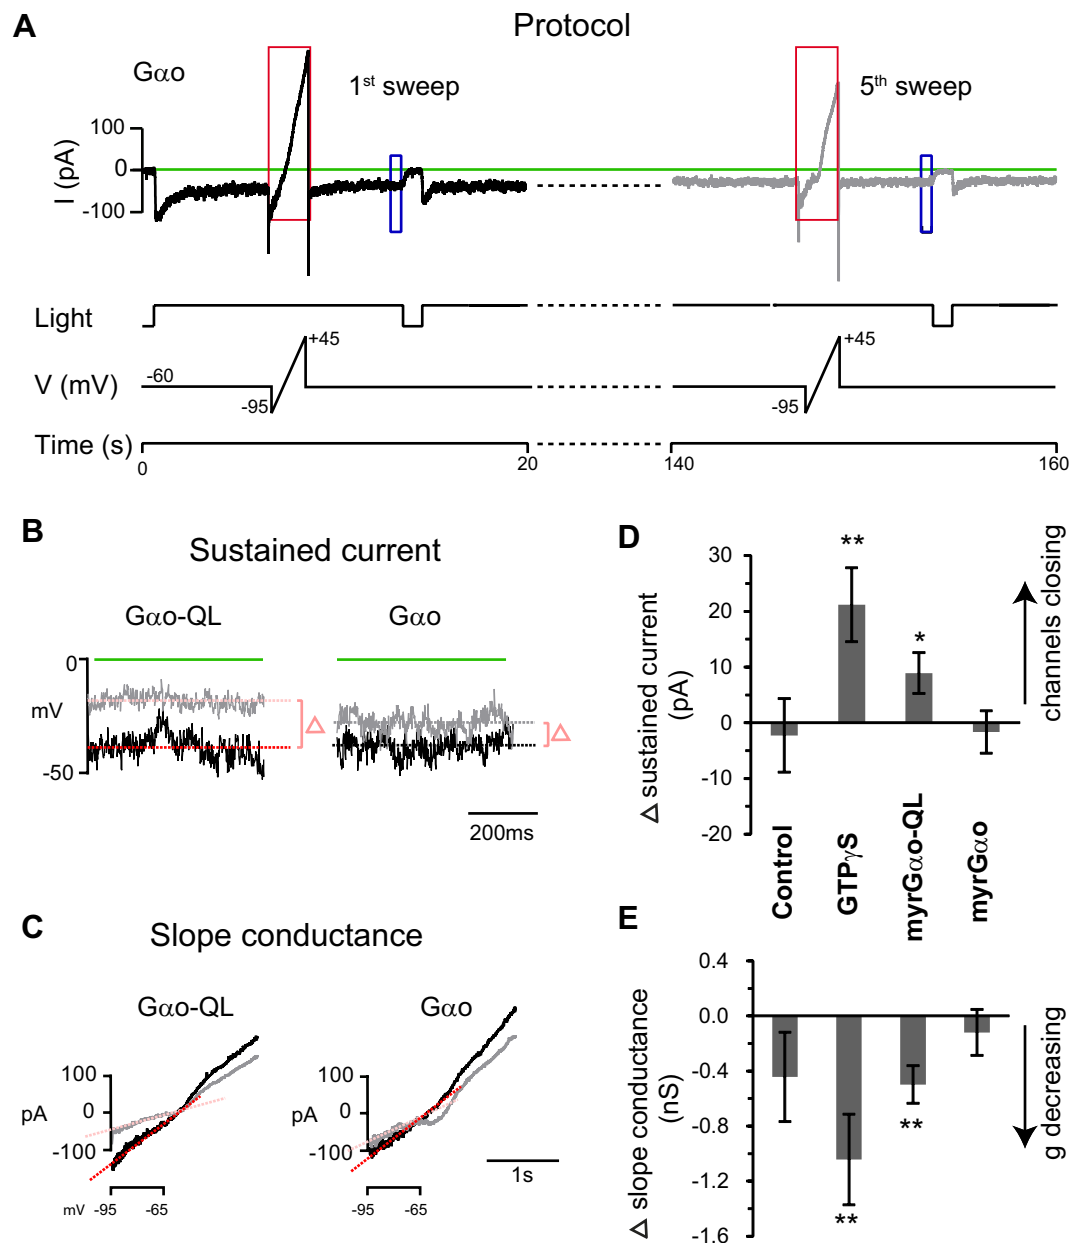 A
Protocol
Gαo
1st sweep
5th sweep
I (pA)
100
0
-100
Light
V (mV)
-60
-95
+45
-95
+45
Time (s)
0
20
140
160
B
Sustained current
Gαo-QL
Gαo
0
mV
-50
Δ
Δ
200ms
C
Slope conductance
Gαo-QL
Gαo
100
pA
0
-100
100
pA
0
-100
1s
mV -95 -65
-95 -65
D
Δ sustained current
(pA)
30
20
10
0
-10
-20
**
*
channels closing
Control
GTPγS
myrGαo-QL
myrGαo
E
Δ slope conductance
(nS)
0.4
0.0
-0.4
-0.8
-1.2
-1.6
**
**
g decreasing